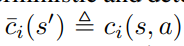 c̄ᵢ(s′) ≜ cᵢ(s, a)